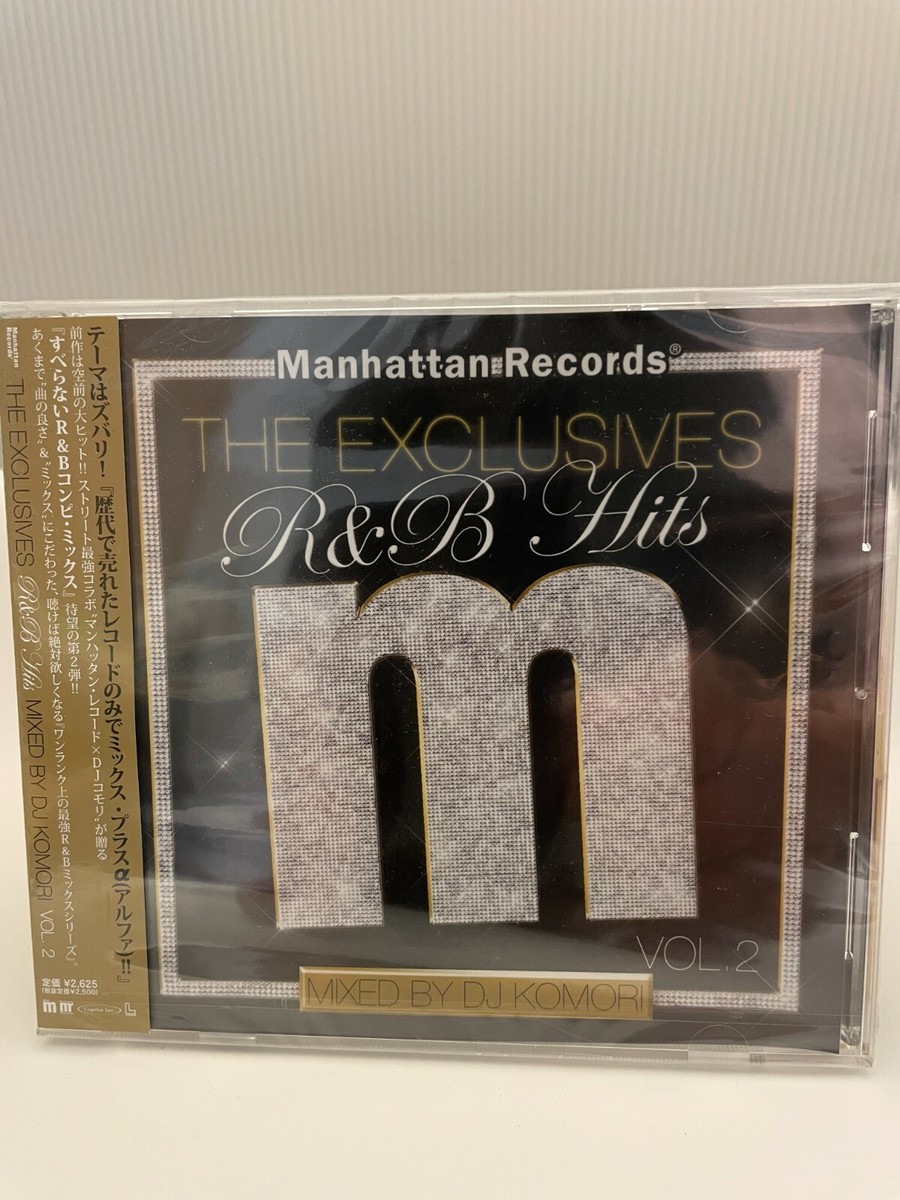 Manhattan Records®
THE EXCLUSIVES
R&B Hits
m
VOL.2
MIXED BY DJ KOMORI
テーマはズバリ!『歴代で売れたレコードのみでミックス・プラスα(アルファ)!!』
前作は空前の大ヒット!!ストリート最強コラボ“マンハッタン・レコード×DJコモリ”が贈る
『すべらないR&Bコンピ・ミックス』待望の第2弾!!
あくまで“曲の良さ”&“ミックス”にこだわった、聴けば絶対欲しくなる『ワンランク上の最強R&Bミックスシリーズ』。
Manhattan Records
THE EXCLUSIVES R&B Hits MIXED BY DJ KOMORI VOL. 2
定価 ¥2,625
(税抜定価¥2,500)
m
L